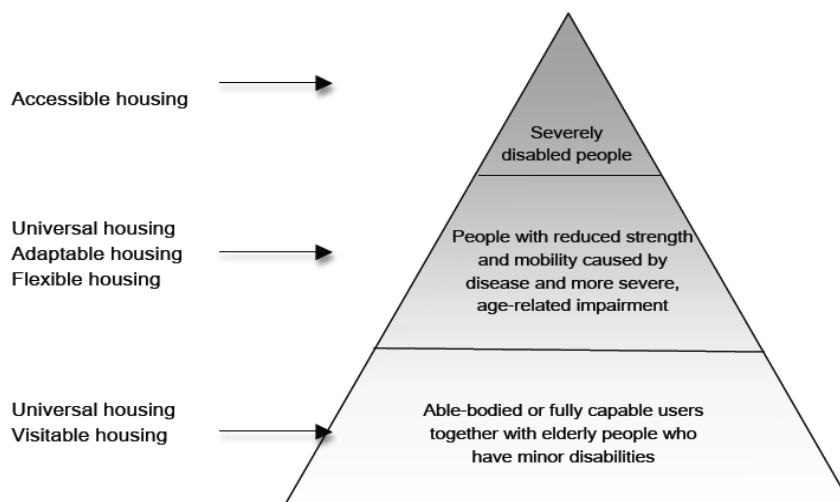 Accessible housing
Severely
disabled people
Universal housing
Adaptable housing
Flexible housing
People with reduced strength
and mobility caused by
disease and more severe,
age-related impairment
Universal housing
Visitable housing
Able-bodied or fully capable users
together with elderly people who
have minor disabilities